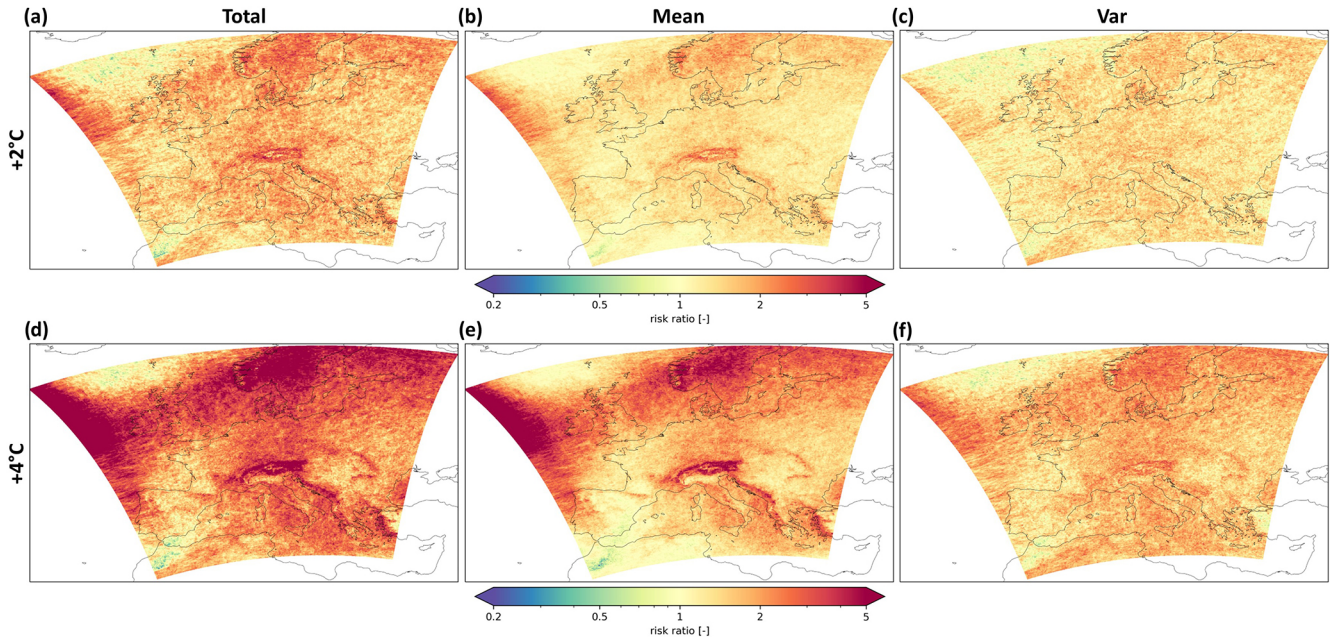 (a) Total (b) Mean (c) Var
+2°C
0.2 0.5 1 2 5
risk ratio [-]
(d) (e) (f)
+4°C
0.2 0.5 1 2 5
risk ratio [-]